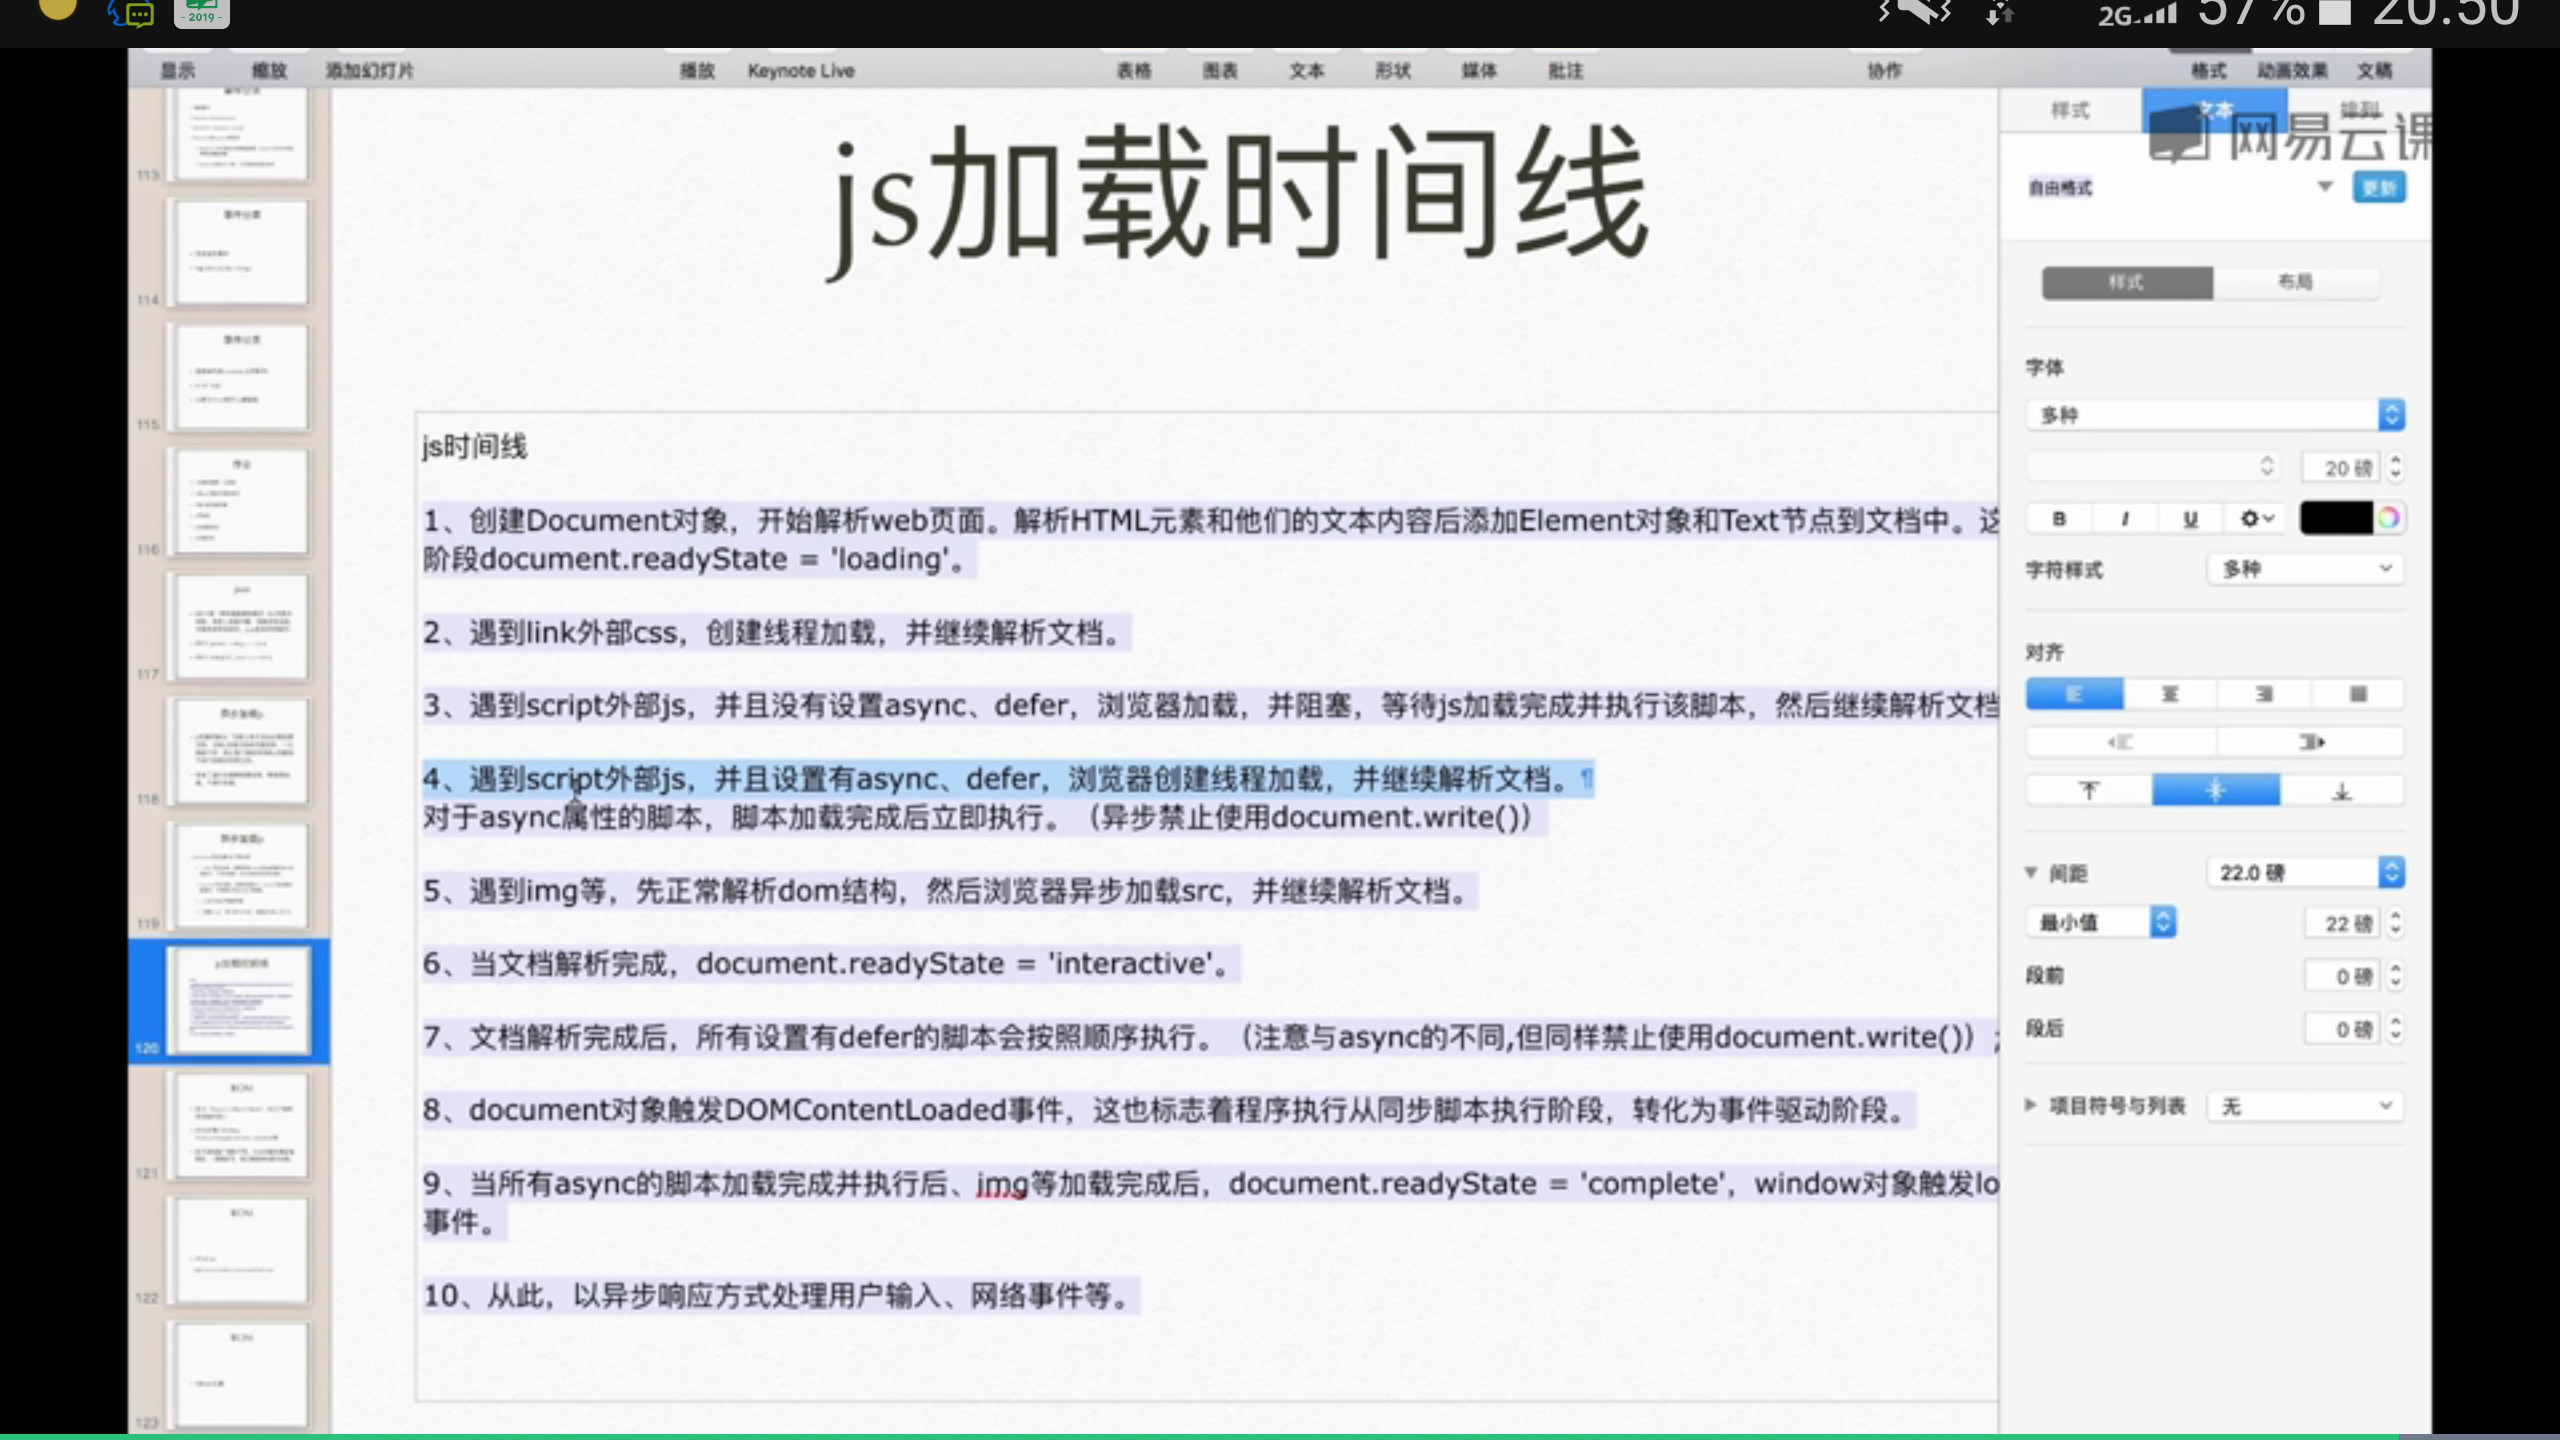 2019
2G 57% 20:50
显示 缩放 添加幻灯片 播放 Keynote Live 表格 图表 文本 形状 媒体 批注 协作 格式 动画效果 文稿
样式 文本 排列
网易云课
自由格式 更新
js加载时间线
样式 布局
字体
多种
20 磅
B I U
字符样式 多种
对齐
间距 22.0 磅
最小值 22 磅
段前 0 磅
段后 0 磅
项目符号与列表 无
js时间线
1、创建Document对象，开始解析web页面。解析HTML元素和他们的文本内容后添加Element对象和Text节点到文档中。这
阶段document.readyState = 'loading'。
2、遇到link外部css，创建线程加载，并继续解析文档。
3、遇到script外部js，并且没有设置async、defer，浏览器加载，并阻塞，等待js加载完成并执行该脚本，然后继续解析文档
4、遇到script外部js，并且设置有async、defer，浏览器创建线程加载，并继续解析文档。¶
对于async属性的脚本，脚本加载完成后立即执行。（异步禁止使用document.write()）
5、遇到img等，先正常解析dom结构，然后浏览器异步加载src，并继续解析文档。
6、当文档解析完成，document.readyState = 'interactive'。
7、文档解析完成后，所有设置有defer的脚本会按照顺序执行。（注意与async的不同,但同样禁止使用document.write()）;
8、document对象触发DOMContentLoaded事件，这也标志着程序执行从同步脚本执行阶段，转化为事件驱动阶段。
9、当所有async的脚本加载完成并执行后、img等加载完成后，document.readyState = 'complete'，window对象触发lo
事件。
10、从此，以异步响应方式处理用户输入、网络事件等。
113
114
115
116
117
118
119
js加载时间线
120
121
122
123